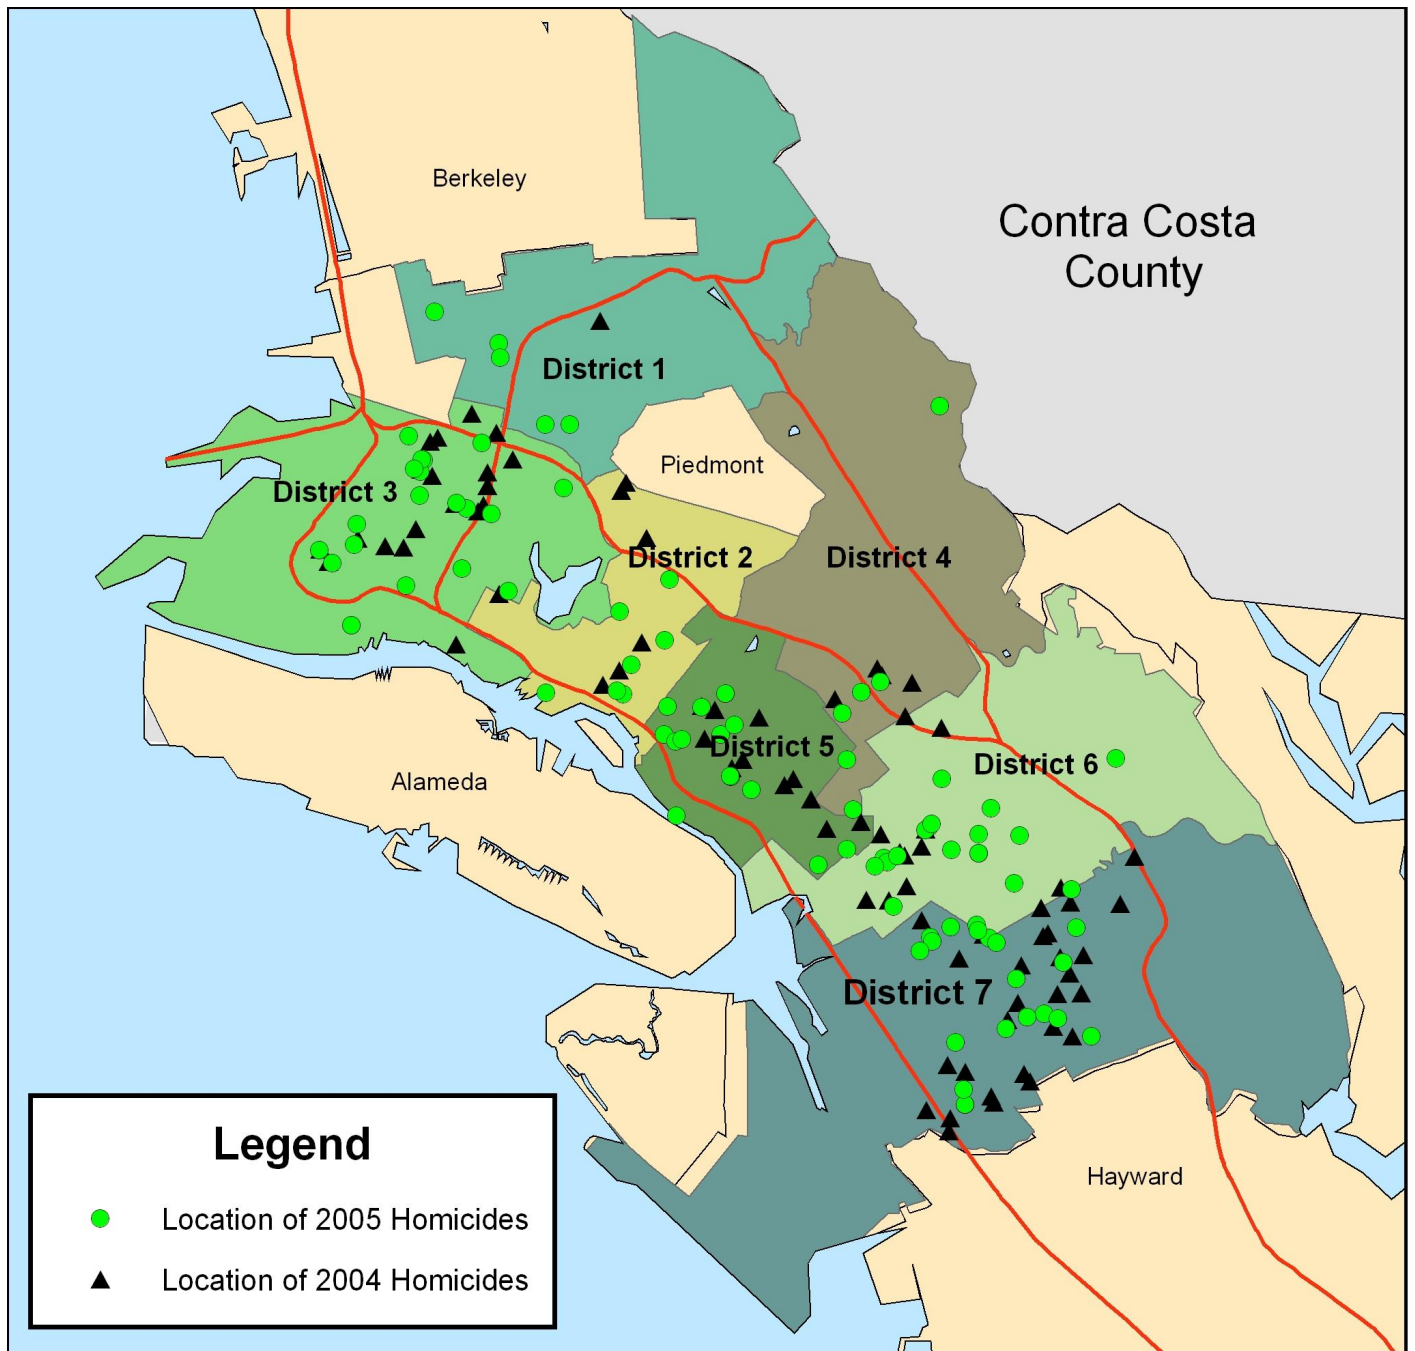 Berkeley
Contra Costa
County
District 1
Piedmont
District 3
District 2
District 4
District 5
District 6
Alameda
District 7
Legend
Location of 2005 Homicides
Location of 2004 Homicides
Hayward